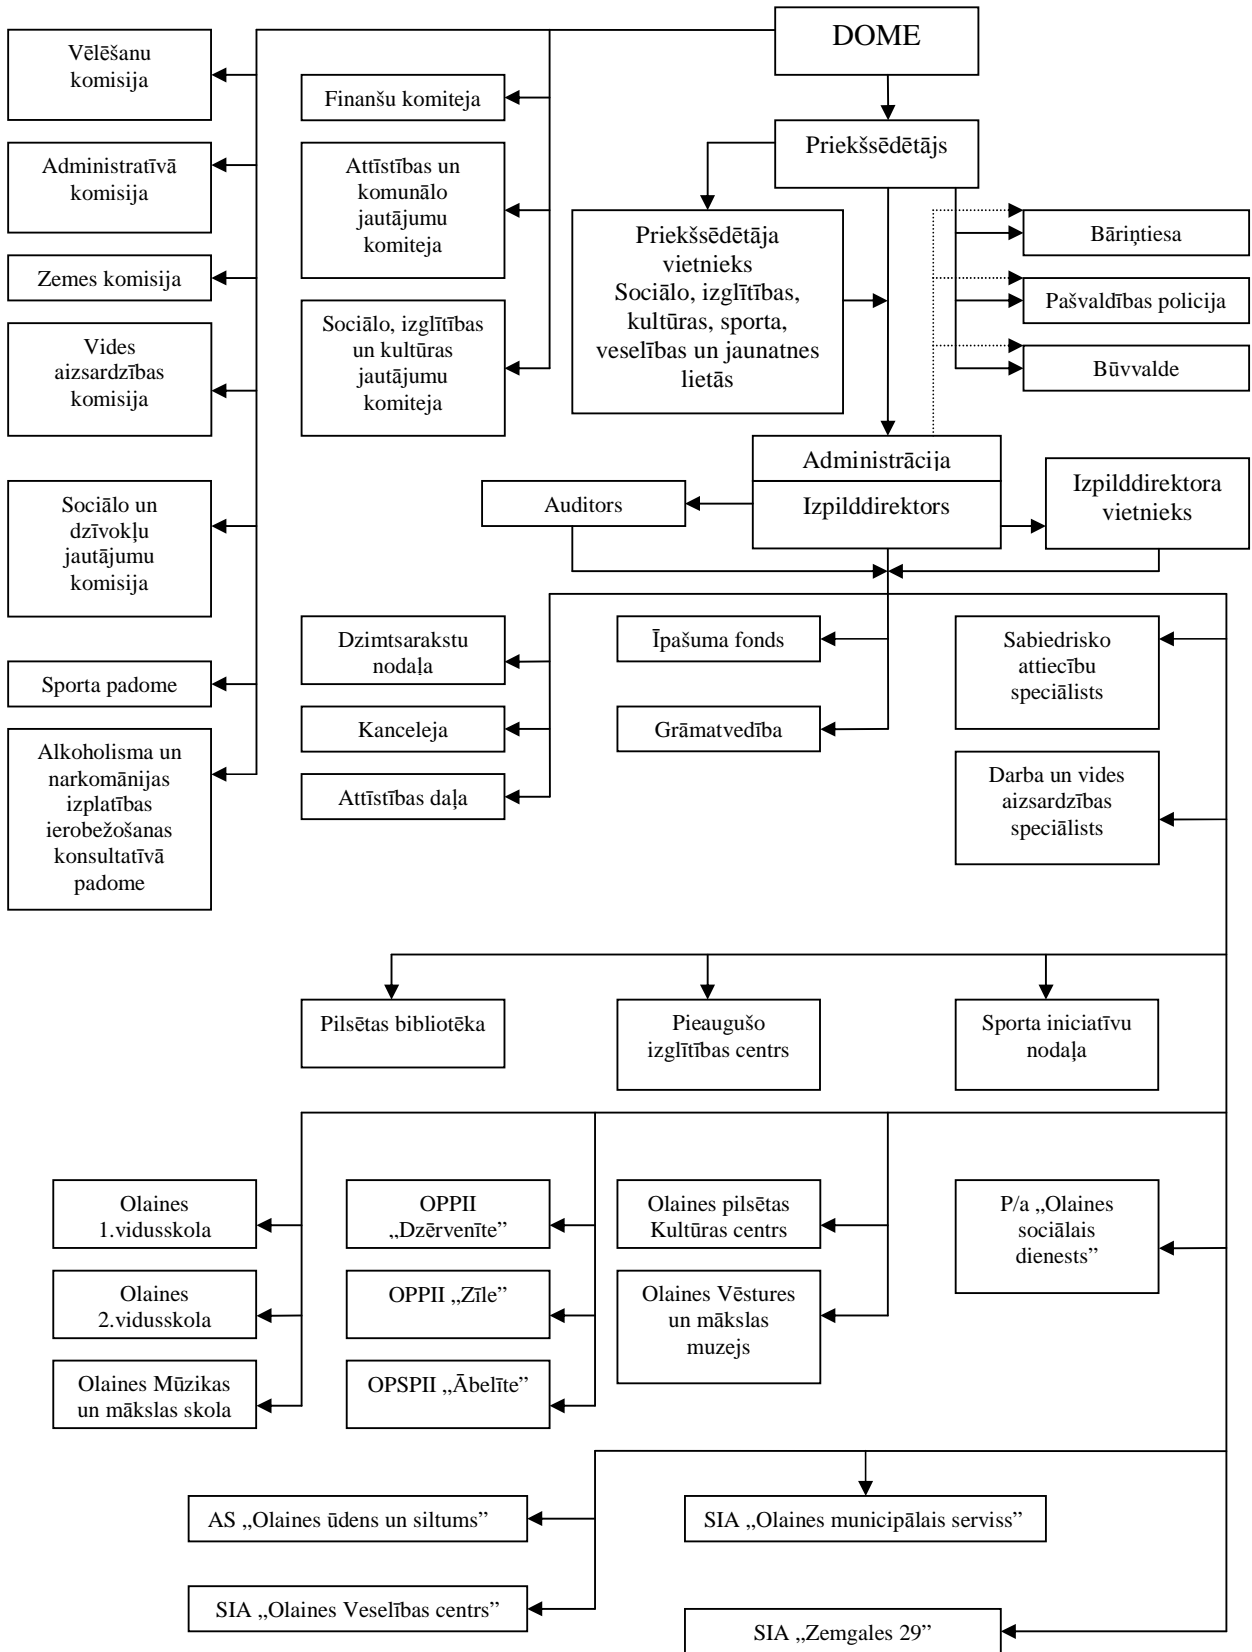 DOME
Vēlēšanu
komisija
Finanšu komiteja
Priekšsēdētājs
Administratīvā
komisija
Attīstības un
komunālo
jautājumu
komiteja
Priekšsēdētāja
vietnieks
Sociālo, izglītības,
kultūras, sporta,
veselības un jaunatnes
lietās
Bāriņtiesa
Zemes komisija
Pašvaldības policija
Vides
aizsardzības
komisija
Sociālo, izglītības
un kultūras
jautājumu
komiteja
Būvvalde
Administrācija
Izpilddirektors
Auditors
Izpilddirektora
vietnieks
Sociālo un
dzīvokļu
jautājumu
komisija
Dzimtsarakstu
nodaļa
Īpašuma fonds
Sabiedrisko
attiecību
speciālists
Sporta padome
Kanceleja
Grāmatvedība
Alkoholisma un
narkomānijas
izplatības
ierobežošanas
konsultatīvā
padome
Attīstības daļa
Darba un vides
aizsardzības
speciālists
Pilsētas bibliotēka
Pieaugušo
izglītības centrs
Sporta iniciatīvu
nodaļa
Olaines
1.vidusskola
OPPII
„Dzērvenīte”
Olaines pilsētas
Kultūras centrs
P/a „Olaines
sociālais
dienests”
Olaines
2.vidusskola
OPPII „Zīle”
Olaines Vēstures
un mākslas
muzejs
Olaines Mūzikas
un mākslas skola
OPSPII „Ābelīte”
AS „Olaines ūdens un siltums”
SIA „Olaines municipālais serviss”
SIA „Olaines Veselības centrs”
SIA „Zemgales 29”